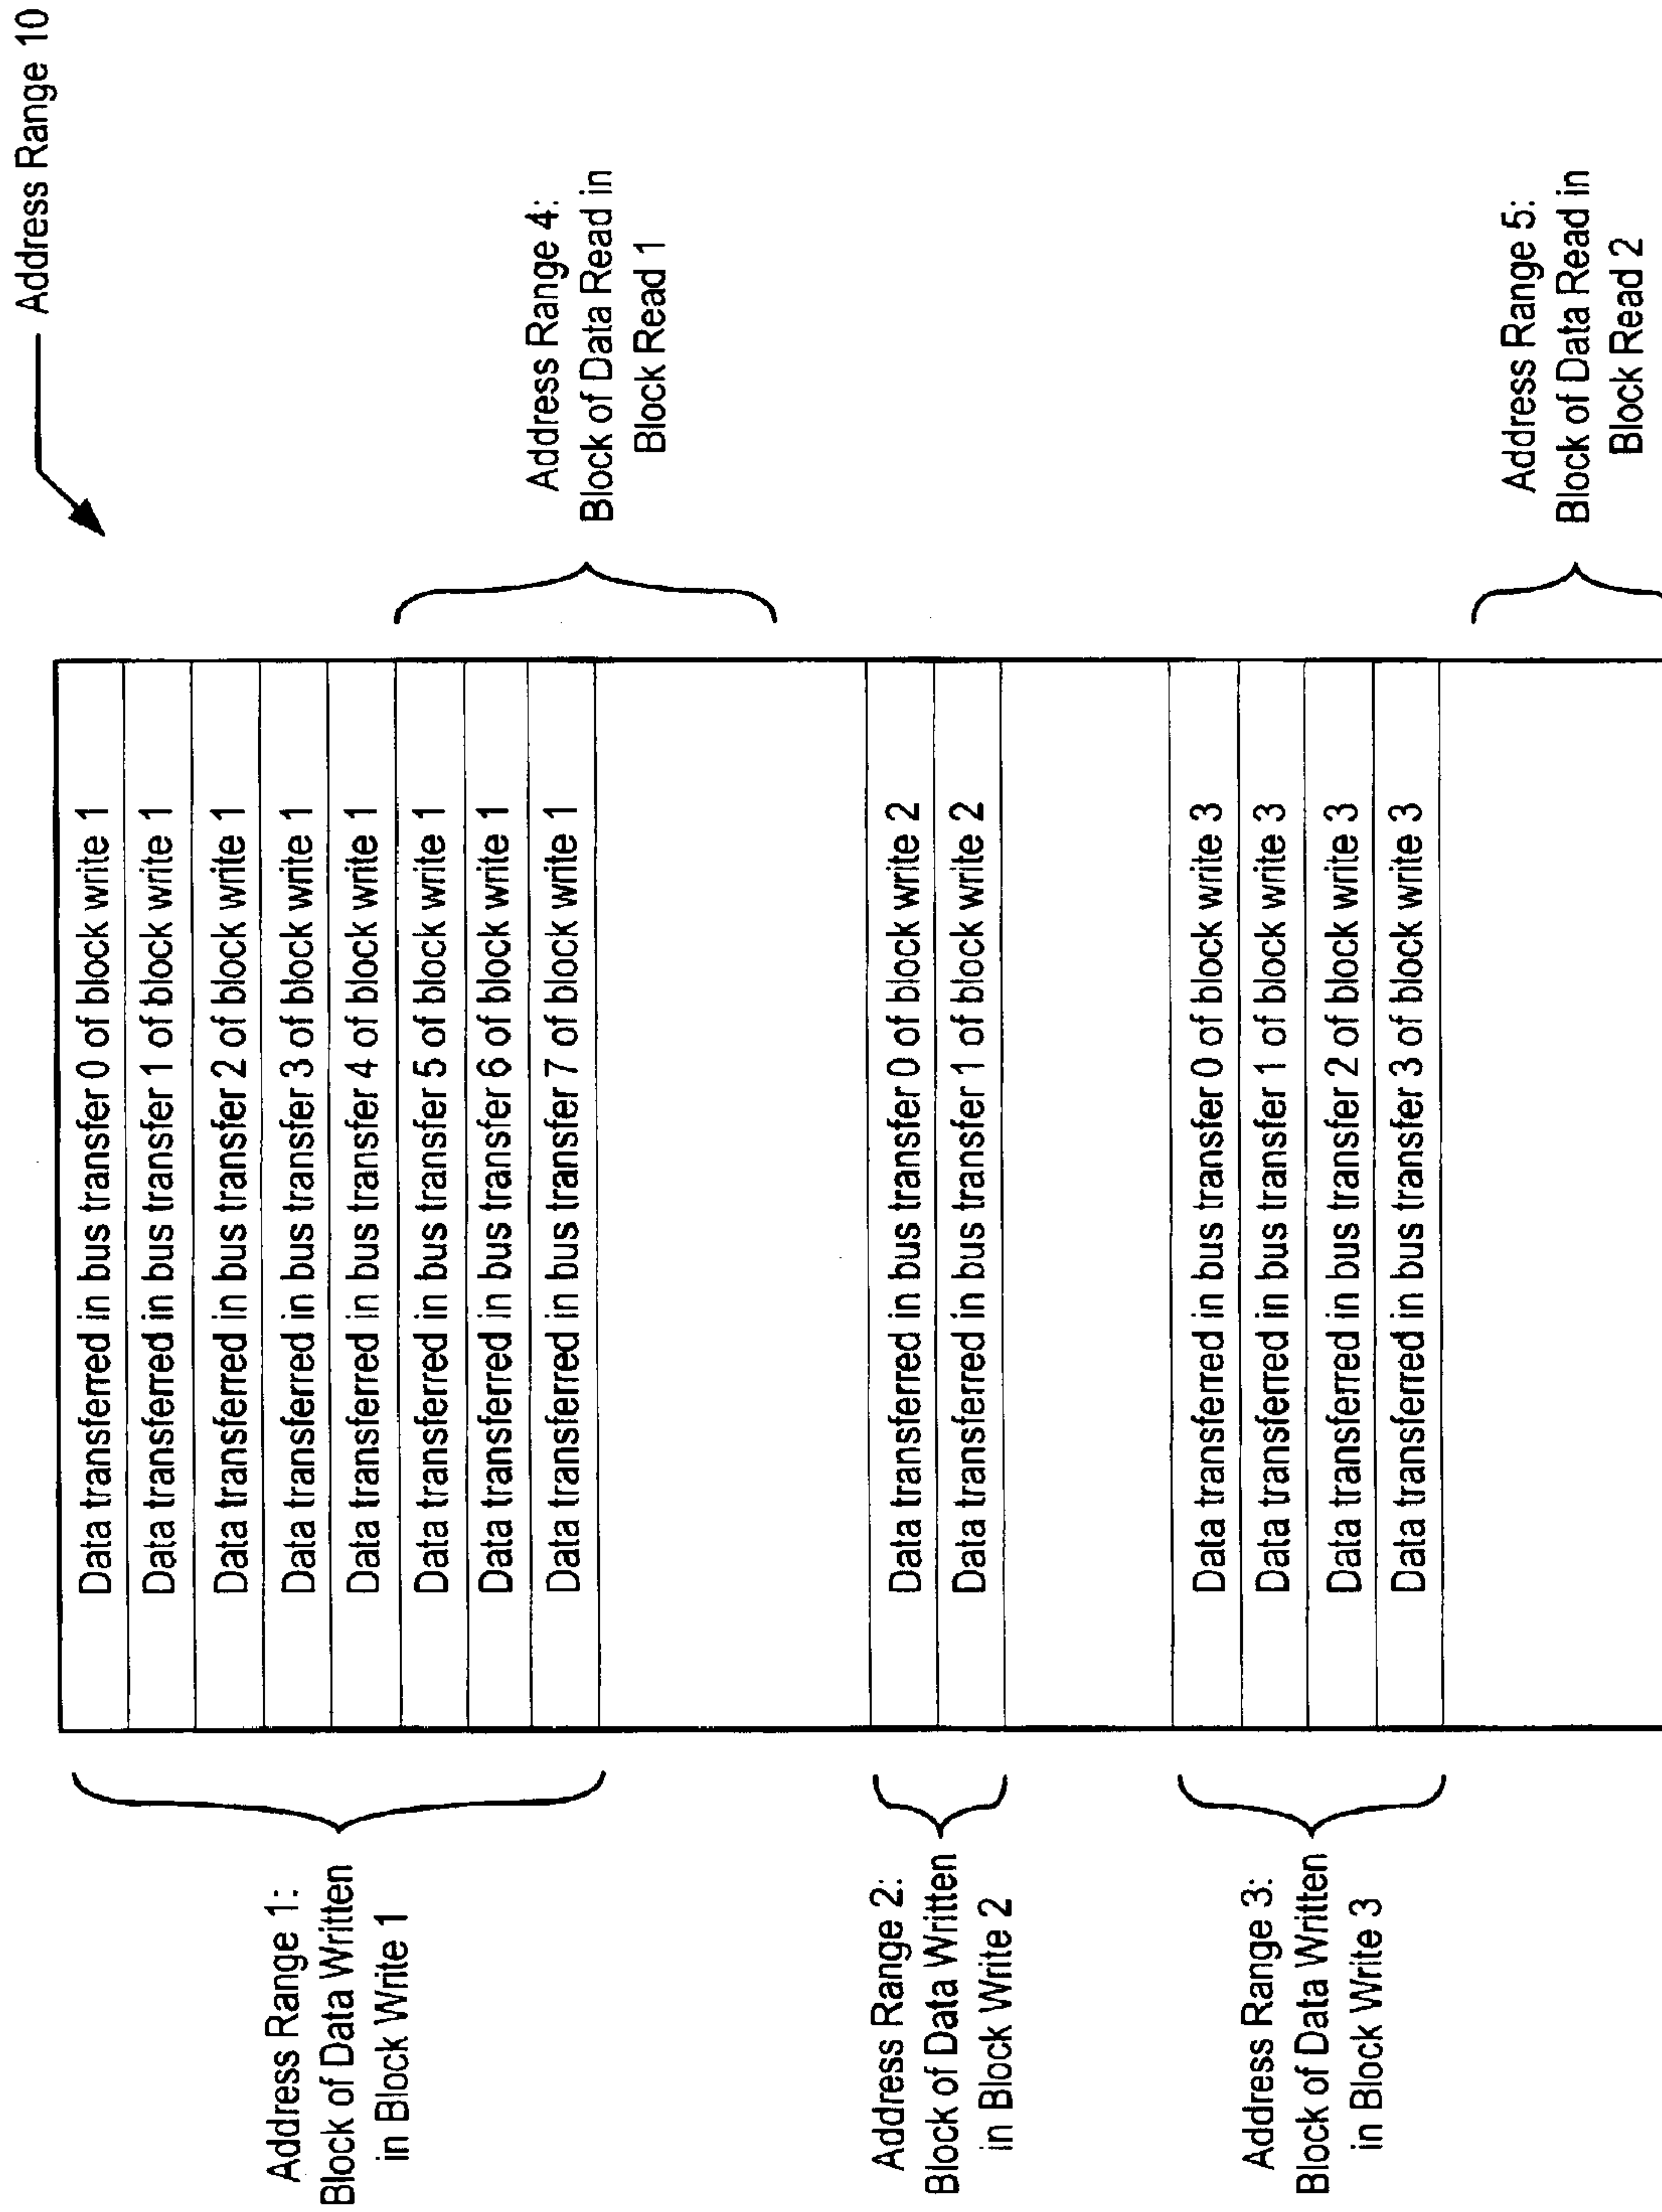 Address Range 10
Data transferred in bus transfer 0 of block write 1
Data transferred in bus transfer 1 of block write 1
Data transferred in bus transfer 2 of block write 1
Data transferred in bus transfer 3 of block write 1
Data transferred in bus transfer 4 of block write 1
Data transferred in bus transfer 5 of block write 1
Data transferred in bus transfer 6 of block write 1
Data transferred in bus transfer 7 of block write 1
Address Range 1:
Block of Data Written
in Block Write 1
Address Range 4:
Block of Data Read in
Block Read 1
Data transferred in bus transfer 0 of block write 2
Data transferred in bus transfer 1 of block write 2
Address Range 2:
Block of Data Written
in Block Write 2
Data transferred in bus transfer 0 of block write 3
Data transferred in bus transfer 1 of block write 3
Data transferred in bus transfer 2 of block write 3
Data transferred in bus transfer 3 of block write 3
Address Range 3:
Block of Data Written
in Block Write 3
Address Range 5:
Block of Data Read in
Block Read 2